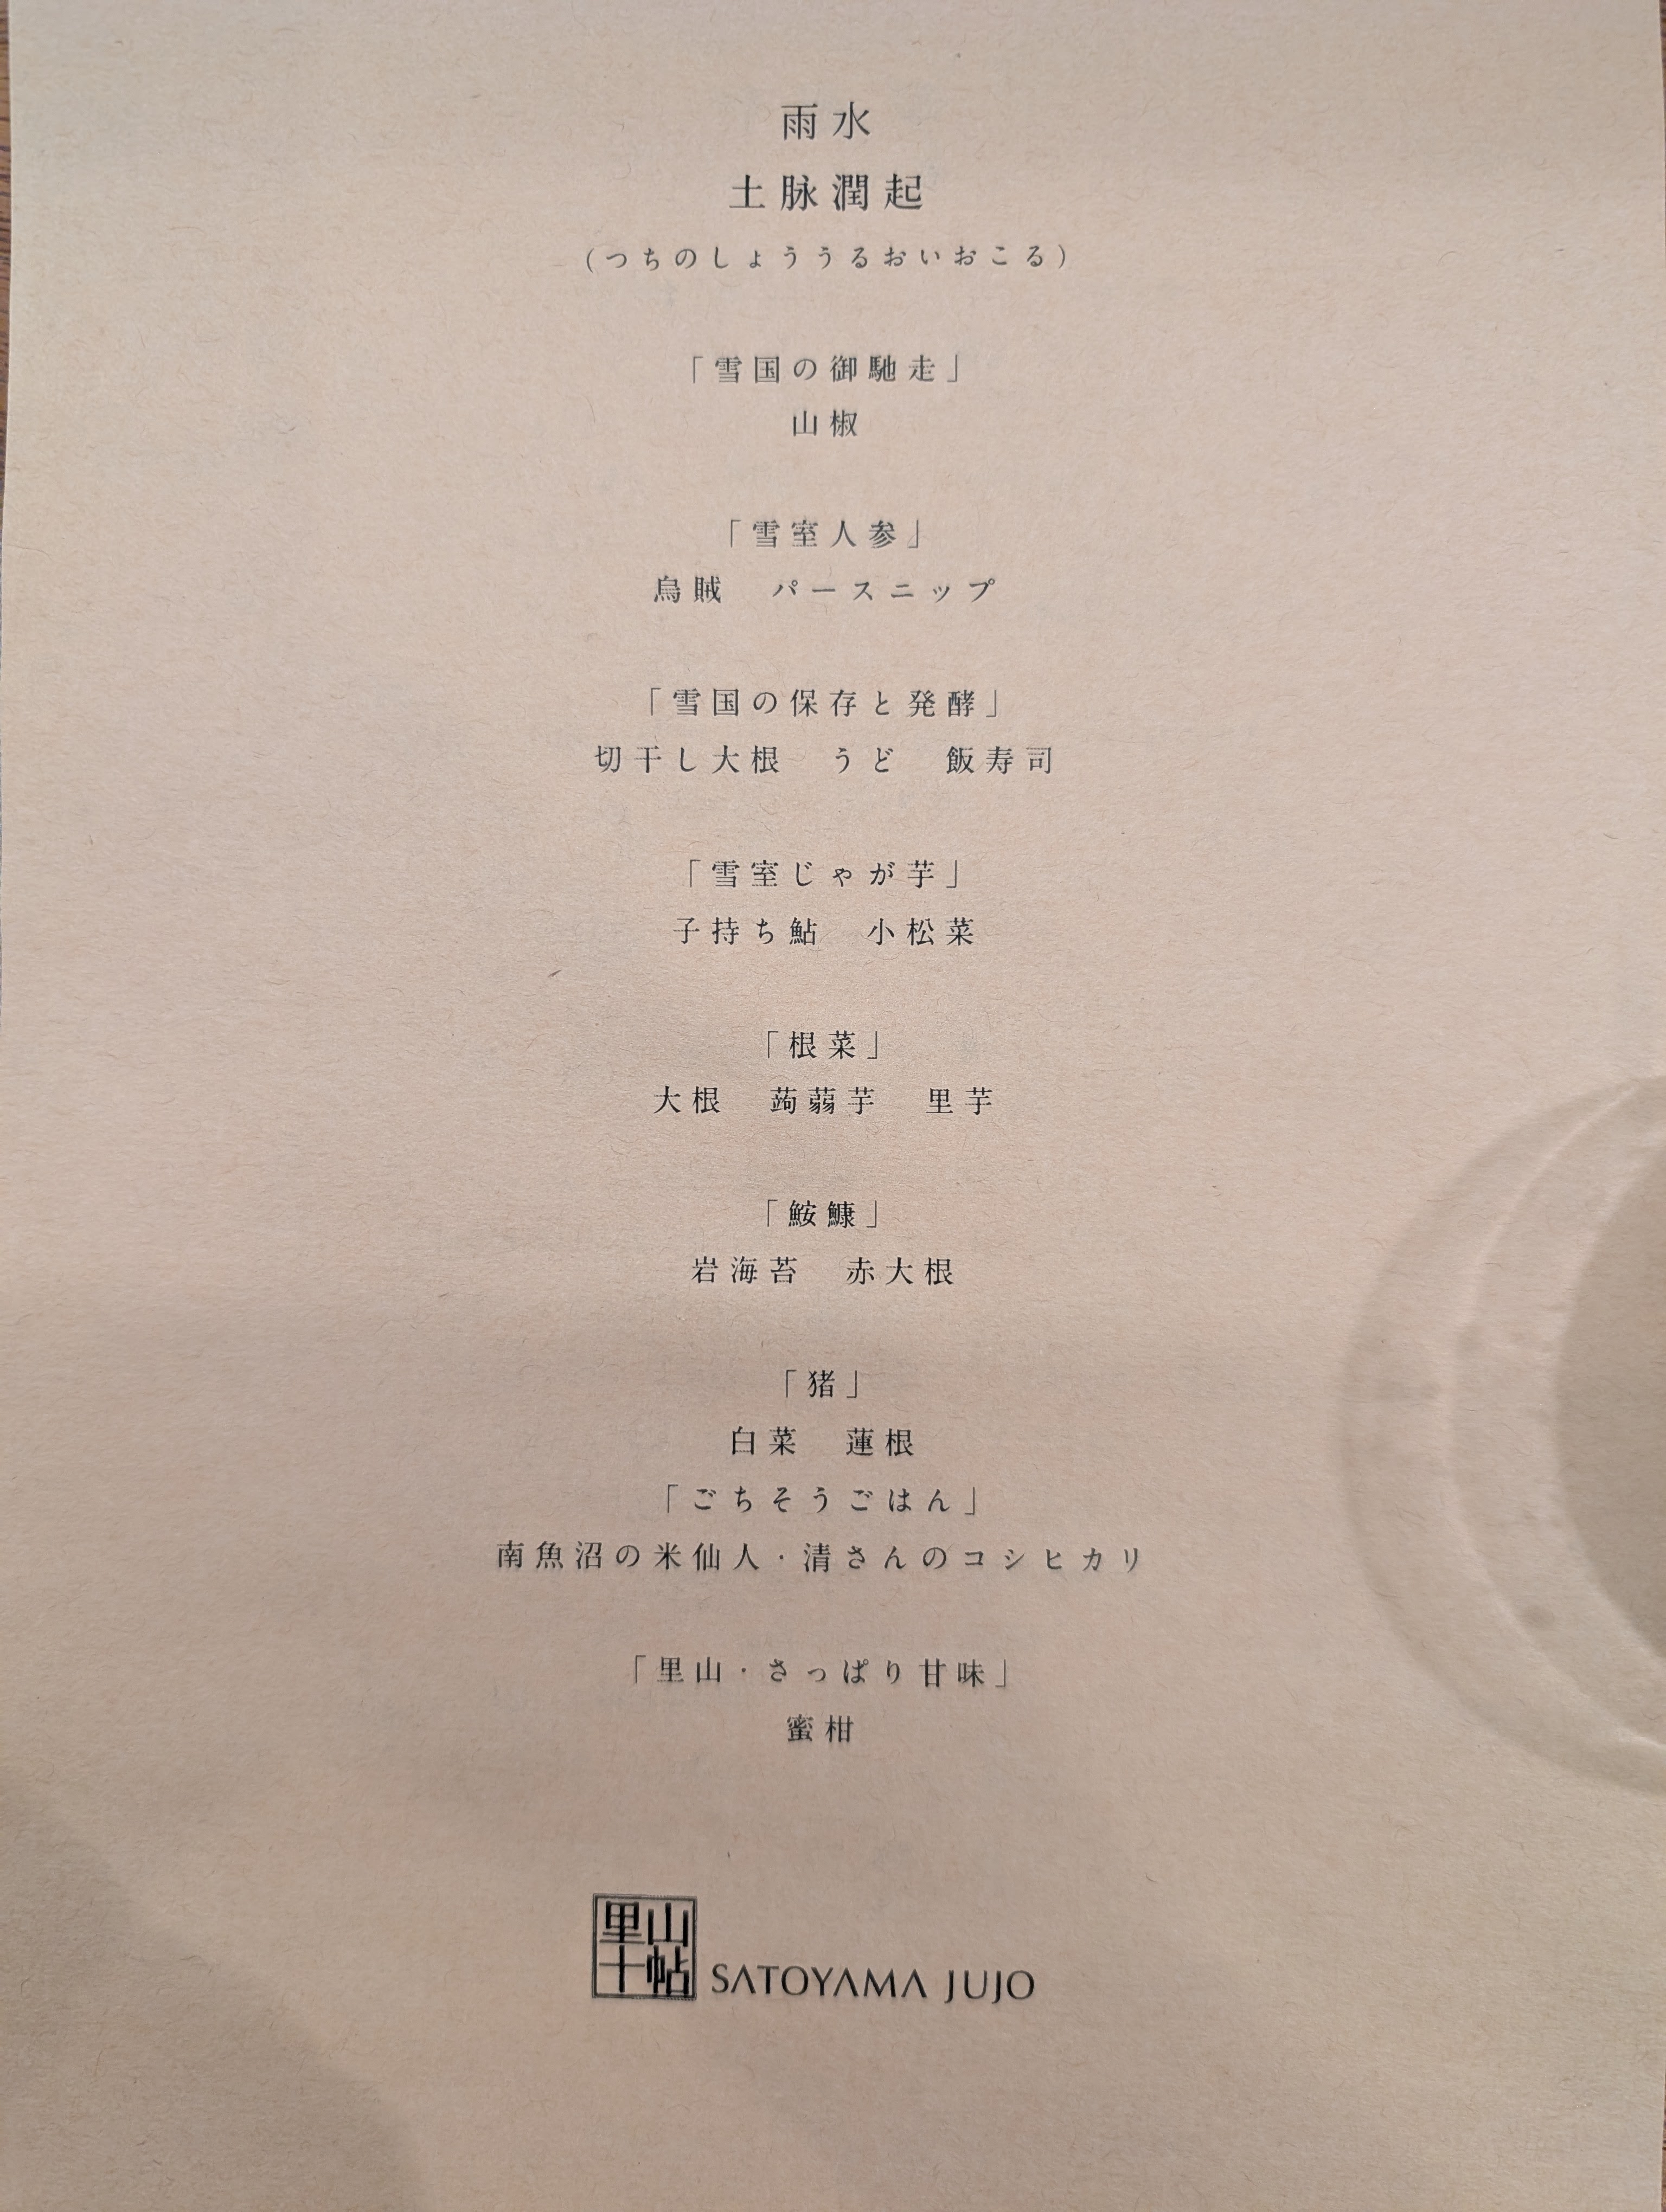 雨水
土脉潤起
(つちのしょううるおいおこる)
「雪国の御馳走」
山椒
「雪室人参」
烏賊　パースニップ
「雪国の保存と発酵」
切干し大根　うど　飯寿司
「雪室じゃが芋」
子持ち鮎　小松菜
「根菜」
大根　蒟蒻芋　里芋
「鮟鱇」
岩海苔　赤大根
「猪」
白菜　蓮根
「ごちそうごはん」
南魚沼の米仙人・清さんのコシヒカリ
「里山・さっぱり甘味」
蜜柑
里山十帖 SATOYAMA JUJO